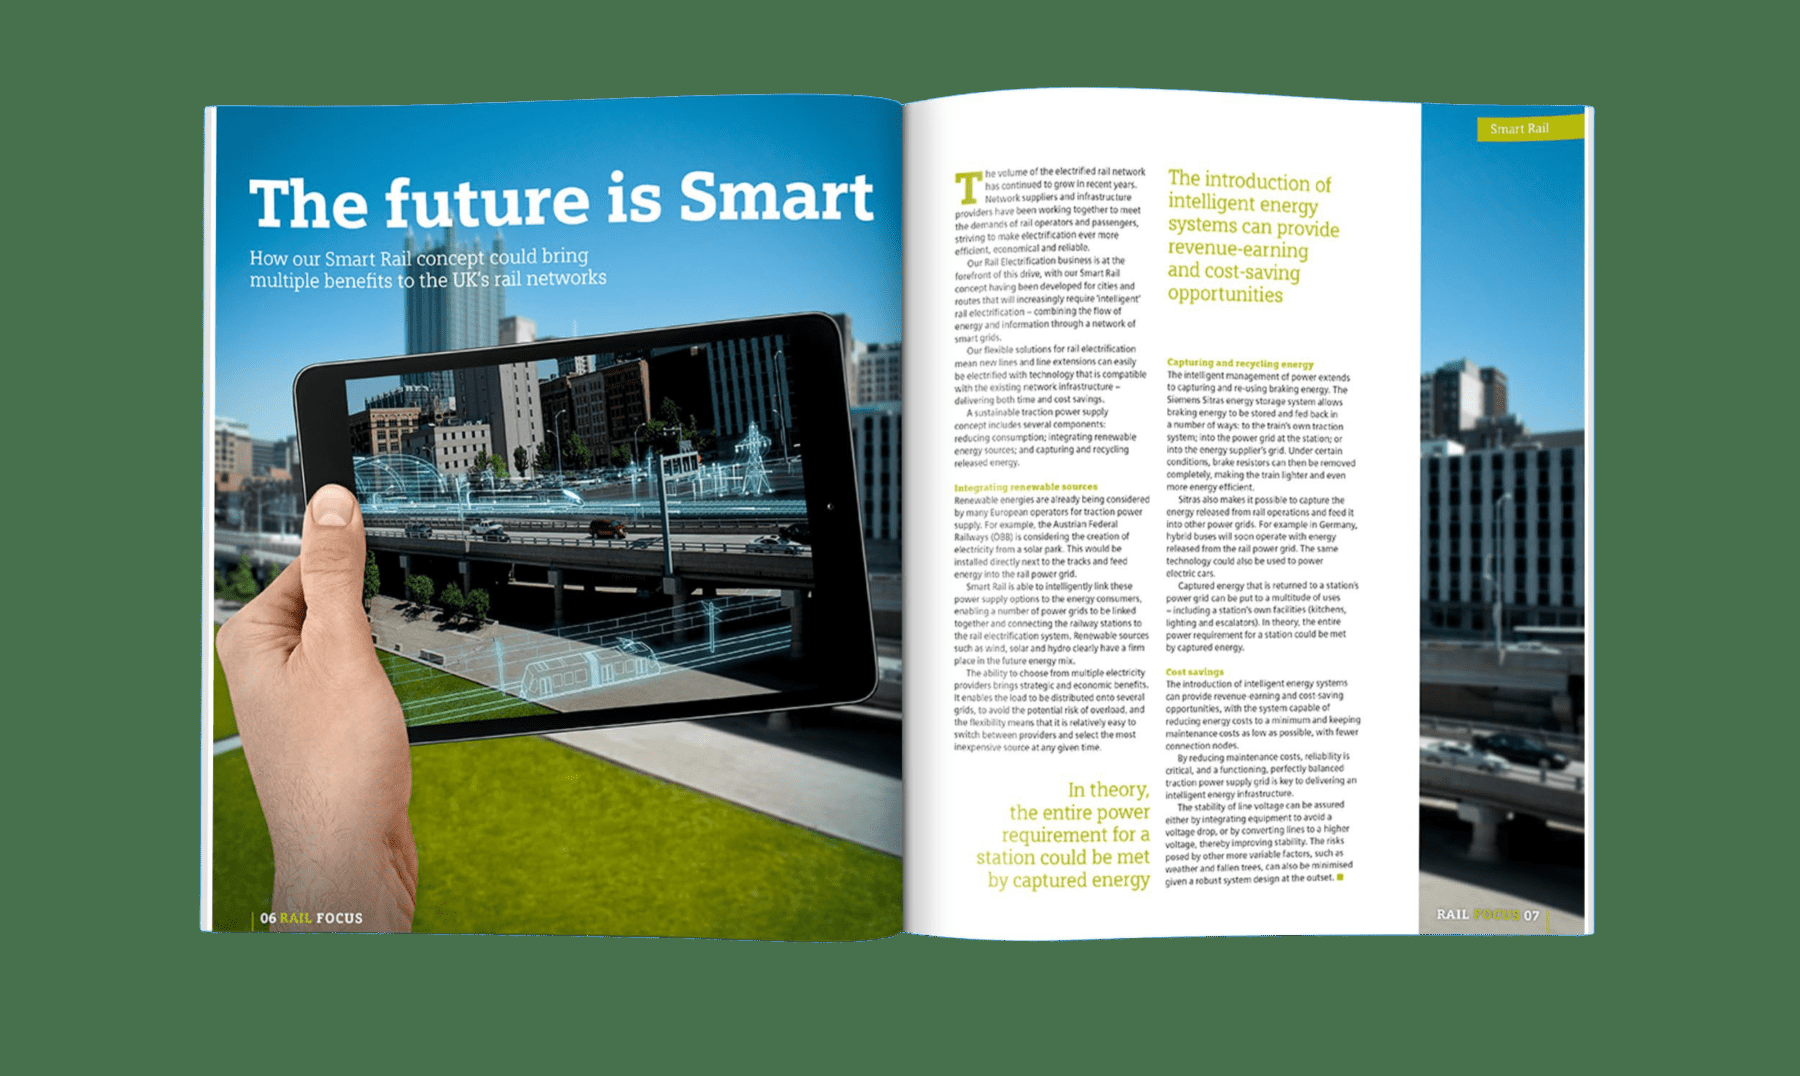 The future is Smart
How our Smart Rail concept could bring
multiple benefits to the UK's rail networks
06 RAIL FOCUS
The volume of the electrified rail network
has continued to grow in recent years.
Network suppliers and infrastructure
providers have been working together to meet
the demands of rail operators and passengers,
striving to make electrification ever more
efficient, economical and reliable.
Our Rail Electrification business is at the
forefront of this drive, with our Smart Rail
concept having been developed for cities and
routes that will increasingly require 'intelligent'
rail electrification – combining the flow of
energy and information through a network of
smart grids.
Our flexible solutions for rail electrification
mean new lines and line extensions can easily
be electrified with technology that is compatible
with the existing network infrastructure –
delivering both time and cost savings.
A sustainable traction power supply
concept includes several components:
reducing consumption; integrating renewable
energy sources; and capturing and recycling
released energy.
Integrating renewable sources
Renewable energies are already being considered
by many European operators for traction power
supply. For example, the Austrian Federal
Railways (ÖBB) is considering the creation of
electricity from a solar park. This would be
installed directly next to the tracks and feed
energy into the rail power grid.
Smart Rail is able to intelligently link these
power supply options to the energy consumers,
enabling a number of power grids to be linked
together and connecting the railway stations to
the rail electrification system. Renewable sources
such as wind, solar and hydro clearly have a firm
place in the future energy mix.
The ability to choose from multiple electricity
providers brings strategic and economic benefits.
It enables the load to be distributed onto several
grids, to avoid the potential risk of overload, and
the flexibility means that it is relatively easy to
switch between providers and select the most
inexpensive source at any given time.
In theory,
the entire power
requirement for a
station could be met
by captured energy
The introduction of
intelligent energy
systems can provide
revenue-earning
and cost-saving
opportunities
Capturing and recycling energy
The intelligent management of power extends
to capturing and re-using braking energy. The
Siemens Sitras energy storage system allows
braking energy to be stored and fed back in
a number of ways: to the train's own traction
system; into the power grid at the station; or
into the energy supplier's grid. Under certain
conditions, brake resistors can then be removed
completely, making the train lighter and even
more energy efficient.
Sitras also makes it possible to capture the
energy released from rail operations and feed it
into other power grids. For example in Germany,
hybrid buses will soon operate with energy
released from the rail power grid. The same
technology could also be used to power
electric cars.
Captured energy that is returned to a station's
power grid can be put to a multitude of uses
– including a station's own facilities (kitchens,
lighting and escalators). In theory, the entire
power requirement for a station could be met
by captured energy.
Cost savings
The introduction of intelligent energy systems
can provide revenue-earning and cost-saving
opportunities, with the system capable of
reducing energy costs to a minimum and keeping
maintenance costs as low as possible, with fewer
connection nodes.
By reducing maintenance costs, reliability is
critical, and a functioning, perfectly balanced
traction power supply grid is key to delivering an
intelligent energy infrastructure.
The stability of line voltage can be assured
either by integrating equipment to avoid a
voltage drop, or by converting lines to a higher
voltage, thereby improving stability. The risks
posed by other more variable factors, such as
weather and fallen trees, can also be minimised
given a robust system design at the outset.
Smart Rail
RAIL FOCUS 07